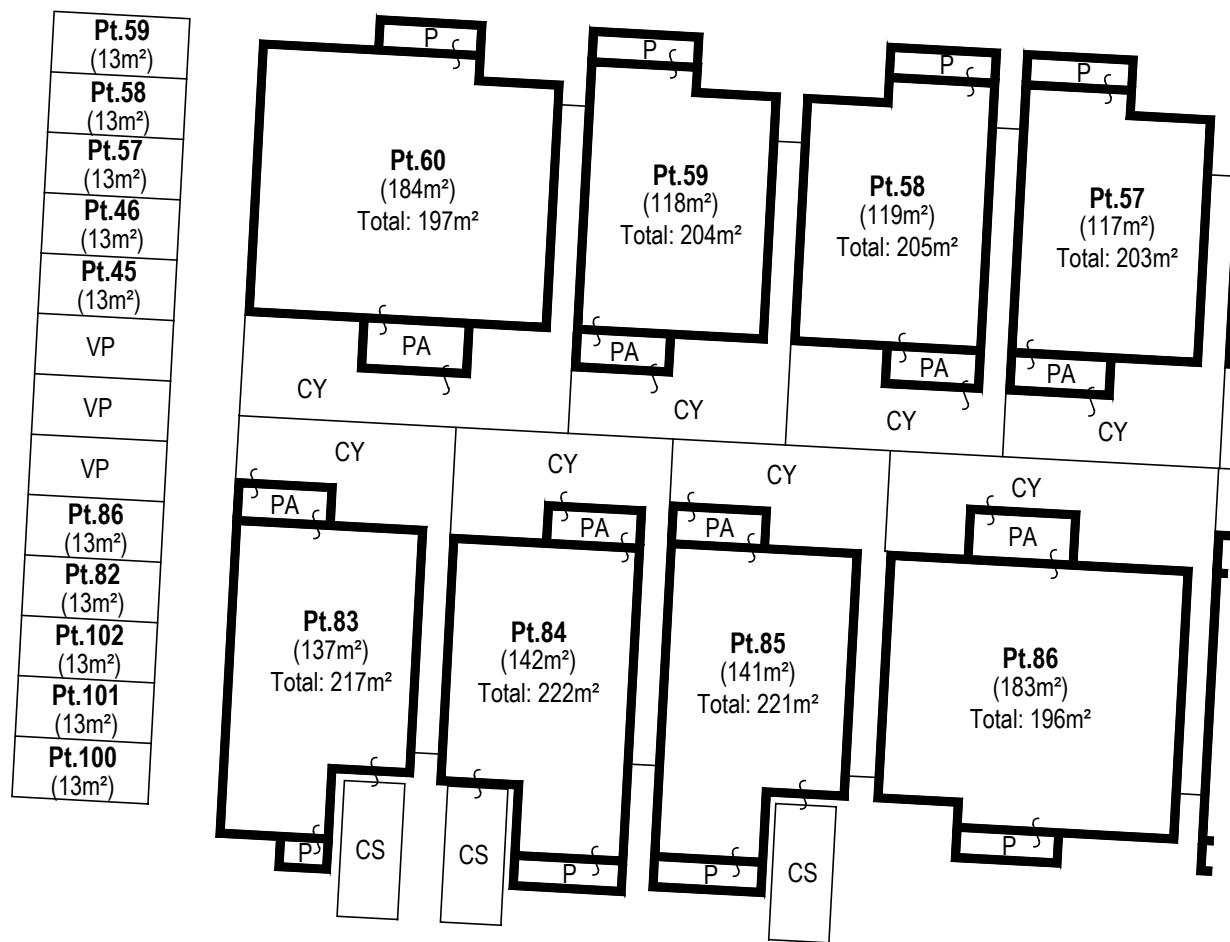 Pt.59
(13m²)
Pt.58
(13m²)
Pt.57
(13m²)
Pt.46
(13m²)
Pt.45
(13m²)
VP
VP
VP
Pt.86
(13m²)
Pt.82
(13m²)
Pt.102
(13m²)
Pt.101
(13m²)
Pt.100
(13m²)
P
P
P
P
Pt.60
(184m²)
Total: 197m²
Pt.59
(118m²)
Total: 204m²
Pt.58
(119m²)
Total: 205m²
Pt.57
(117m²)
Total: 203m²
PA
PA
PA
PA
CY
CY
CY
CY
CY
CY
CY
CY
PA
PA
PA
PA
Pt.83
(137m²)
Total: 217m²
Pt.84
(142m²)
Total: 222m²
Pt.85
(141m²)
Total: 221m²
Pt.86
(183m²)
Total: 196m²
P
CS
CS
P
P
CS
P